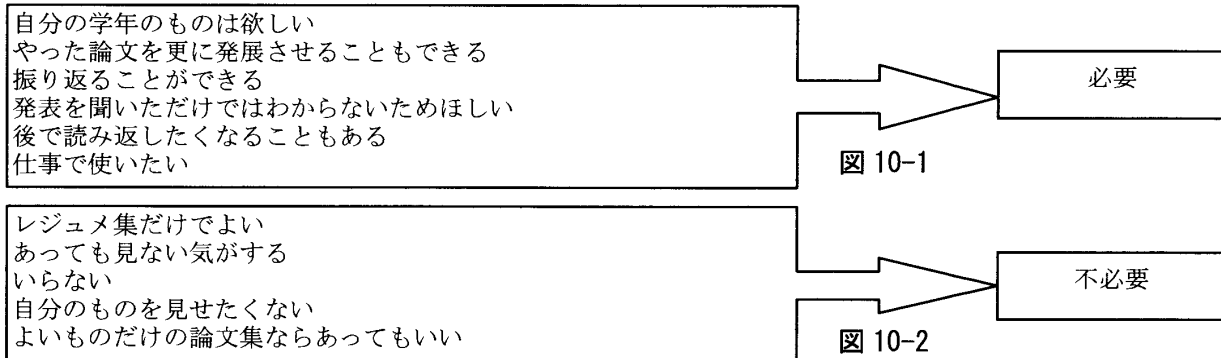 自分の学年のものは欲しい
やった論文を更に発展させることもできる
振り返ることができる
発表を聞いただけではわからないためほしい
後で読み返したくなることもある
仕事で使いたい
必要
図 10-1
レジュメ集だけでよい
あっても見ない気がする
いらない
自分のものを見せたくない
よいものだけの論文集ならあってもいい
不必要
図 10-2